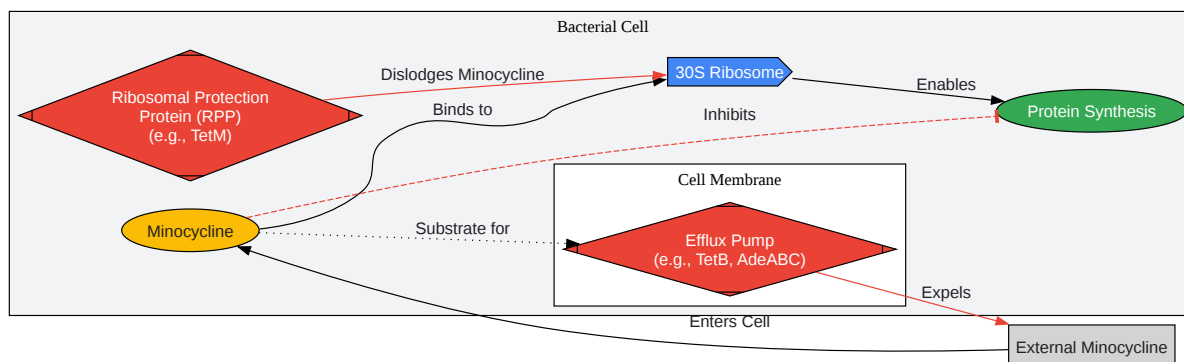 Bacterial Cell
Dislodges Minocycline
30S Ribosome
Enables
Ribosomal Protection
Protein (RPP)
(e.g., TetM)
Binds to
Inhibits
Protein Synthesis
Cell Membrane
Minocycline
Substrate for
Efflux Pump
(e.g., TetB, AdeABC)
Expels
Enters Cell
External Minocycline